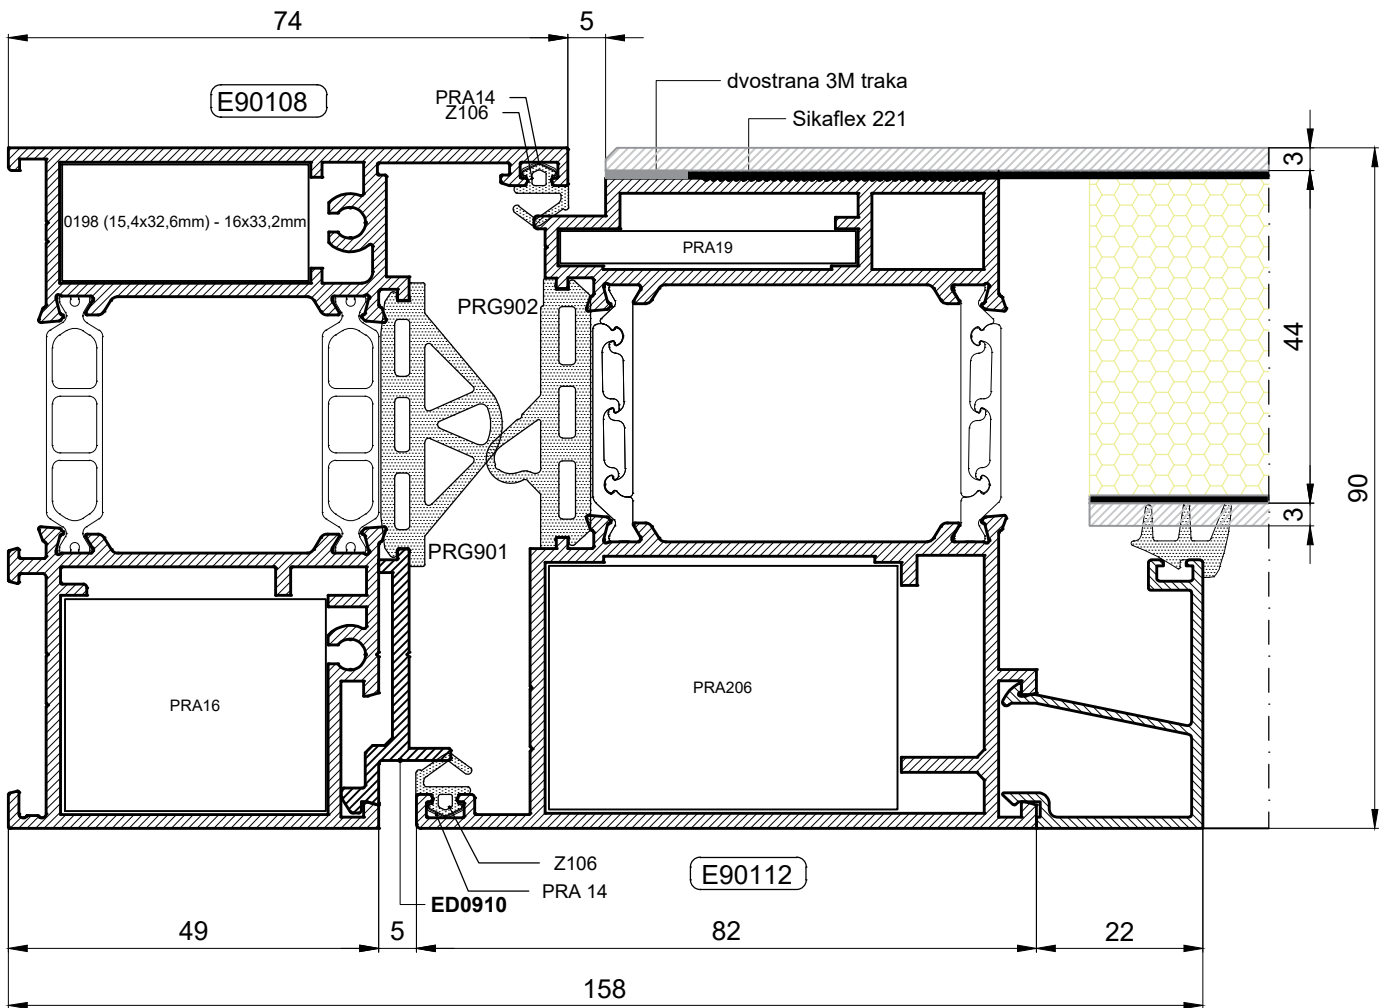 74
5
dvostrana 3M traka
E90108
PRA14
Z106
Sikaflex 221
3
0198 (15,4x32,6mm) - 16x33,2mm
PRA19
PRG902
44
90
3
PRG901
PRA16
PRA206
Z106
E90112
PRA 14
ED0910
49
5
82
22
158